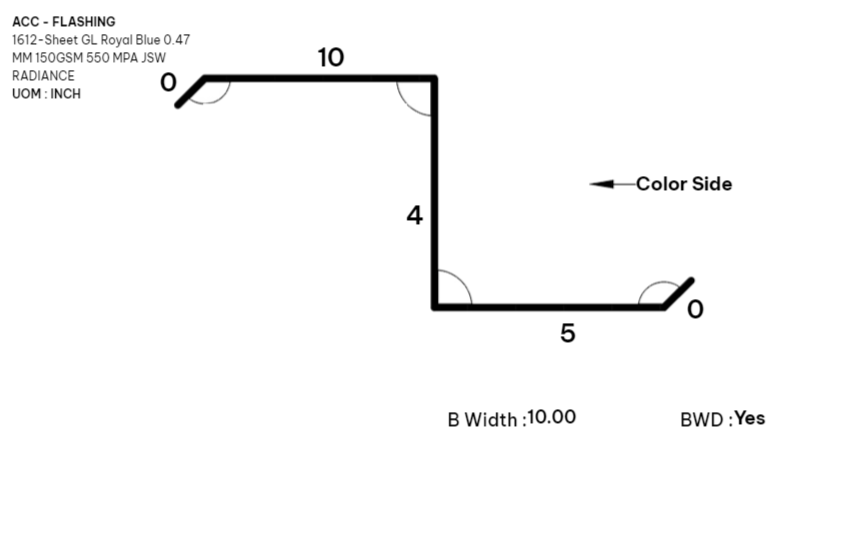 ACC - FLASHING
1612-Sheet GL Royal Blue 0.47
MM 150GSM 550 MPA JSW
RADIANCE
UOM : INCH
0
10
4
Color Side
0
5
B Width :10.00
BWD :Yes